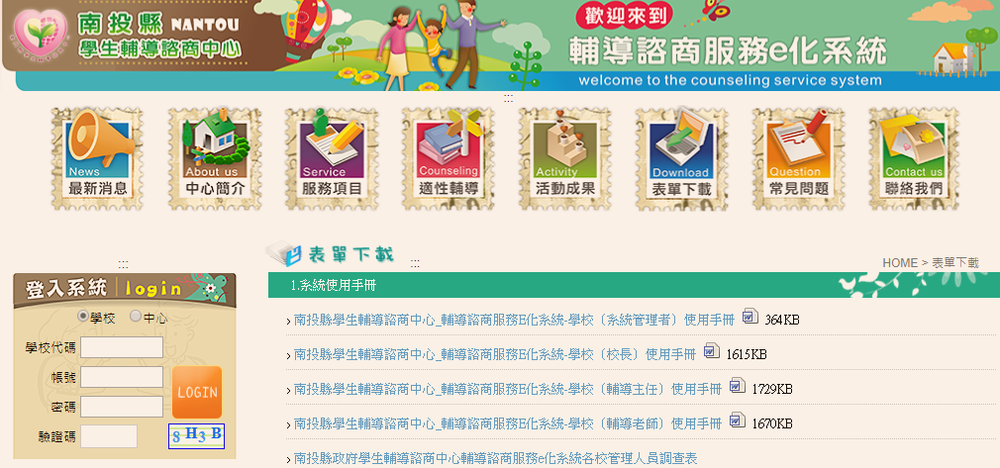 南投縣 NANTOU
學生輔導諮商中心
歡迎來到
輔導諮商服務e化系統
welcome to the counseling service system
:::
News
最新消息
About us
中心簡介
Service
服務項目
Counseling
適性輔導
Activity
活動成果
Download
表單下載
Question
常見問題
Contact us
聯絡我們
:::
登入系統 login
學校 中心
學校代碼
帳號
密碼
LOGIN
驗證碼
8 H 3 B
表單下載 :::
HOME > 表單下載
1.系統使用手冊
南投縣學生輔導諮商中心_輔導諮商服務E化系統-學校〔系統管理者〕使用手冊 364KB
南投縣學生輔導諮商中心_輔導諮商服務E化系統-學校〔校長〕使用手冊 1615KB
南投縣學生輔導諮商中心_輔導諮商服務E化系統-學校〔輔導主任〕使用手冊 1729KB
南投縣學生輔導諮商中心_輔導諮商服務E化系統-學校〔輔導老師〕使用手冊 1670KB
南投縣政府學生輔導諮商中心輔導諮商服務e化系統各校管理人員調查表